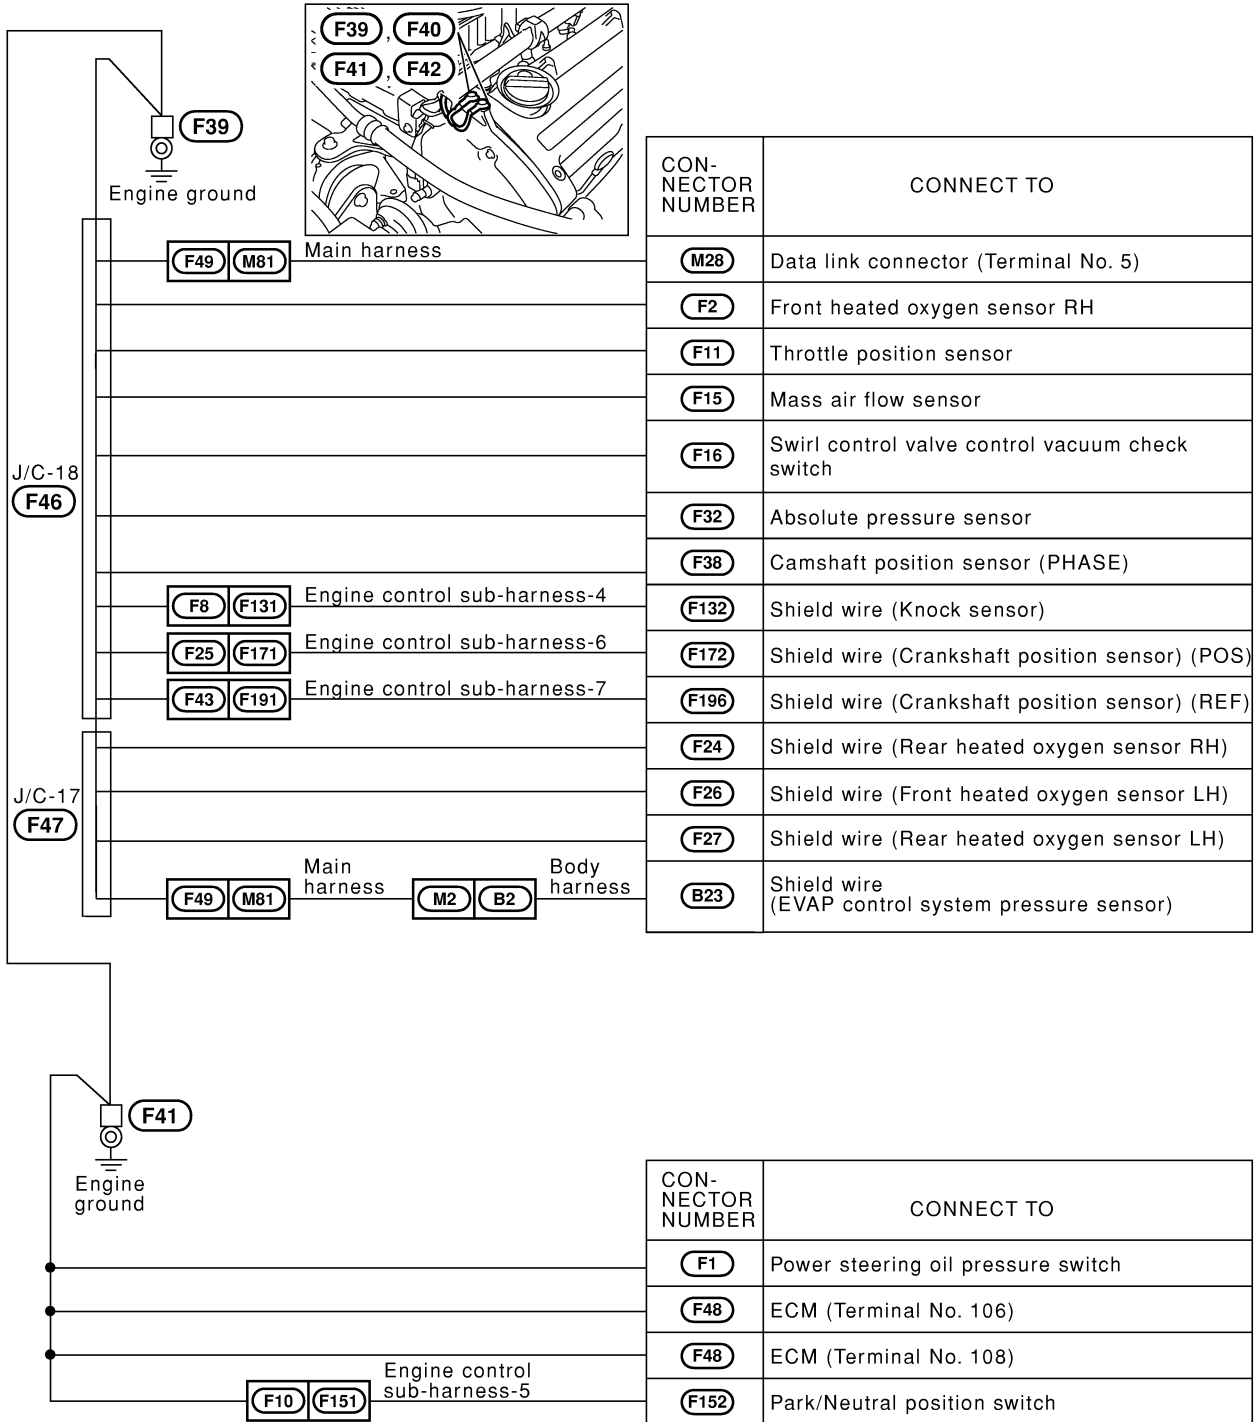 F39 , F40
F41 , F42
F39
Engine ground
CON-
NECTOR
NUMBER
CONNECT TO
F49 M81 Main harness
M28 Data link connector (Terminal No. 5)
F2 Front heated oxygen sensor RH
F11 Throttle position sensor
F15 Mass air flow sensor
F16 Swirl control valve control vacuum check
switch
J/C-18
F46
F32 Absolute pressure sensor
F38 Camshaft position sensor (PHASE)
F8 F131 Engine control sub-harness-4
F132 Shield wire (Knock sensor)
F25 F171 Engine control sub-harness-6
F172 Shield wire (Crankshaft position sensor) (POS)
F43 F191 Engine control sub-harness-7
F196 Shield wire (Crankshaft position sensor) (REF)
F24 Shield wire (Rear heated oxygen sensor RH)
J/C-17
F47
F26 Shield wire (Front heated oxygen sensor LH)
F27 Shield wire (Rear heated oxygen sensor LH)
F49 M81
Main
harness
M2 B2
Body
harness
B23 Shield wire
(EVAP control system pressure sensor)
F41
Engine
ground
CON-
NECTOR
NUMBER
CONNECT TO
F1 Power steering oil pressure switch
F48 ECM (Terminal No. 106)
F48 ECM (Terminal No. 108)
F10 F151
Engine control
sub-harness-5
F152 Park/Neutral position switch